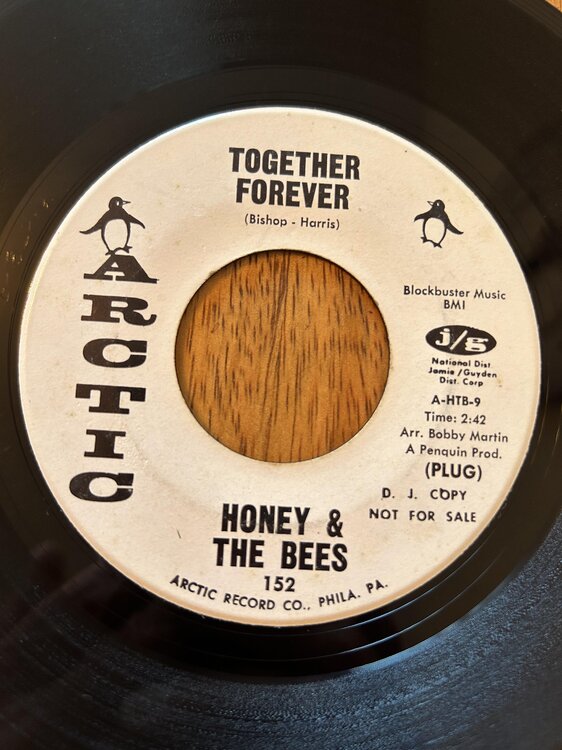 TOGETHER
FOREVER
(Bishop - Harris)
ARCTIC
Blockbuster Music
BMI
j/g
National Dist
Jamie/Guyden
Dist. Corp
A-HTB-9
Time: 2:42
Arr. Bobby Martin
A Penquin Prod.
(PLUG)
D. J. COPY
NOT FOR SALE
HONEY &
THE BEES
152
ARCTIC RECORD CO., PHILA. PA.